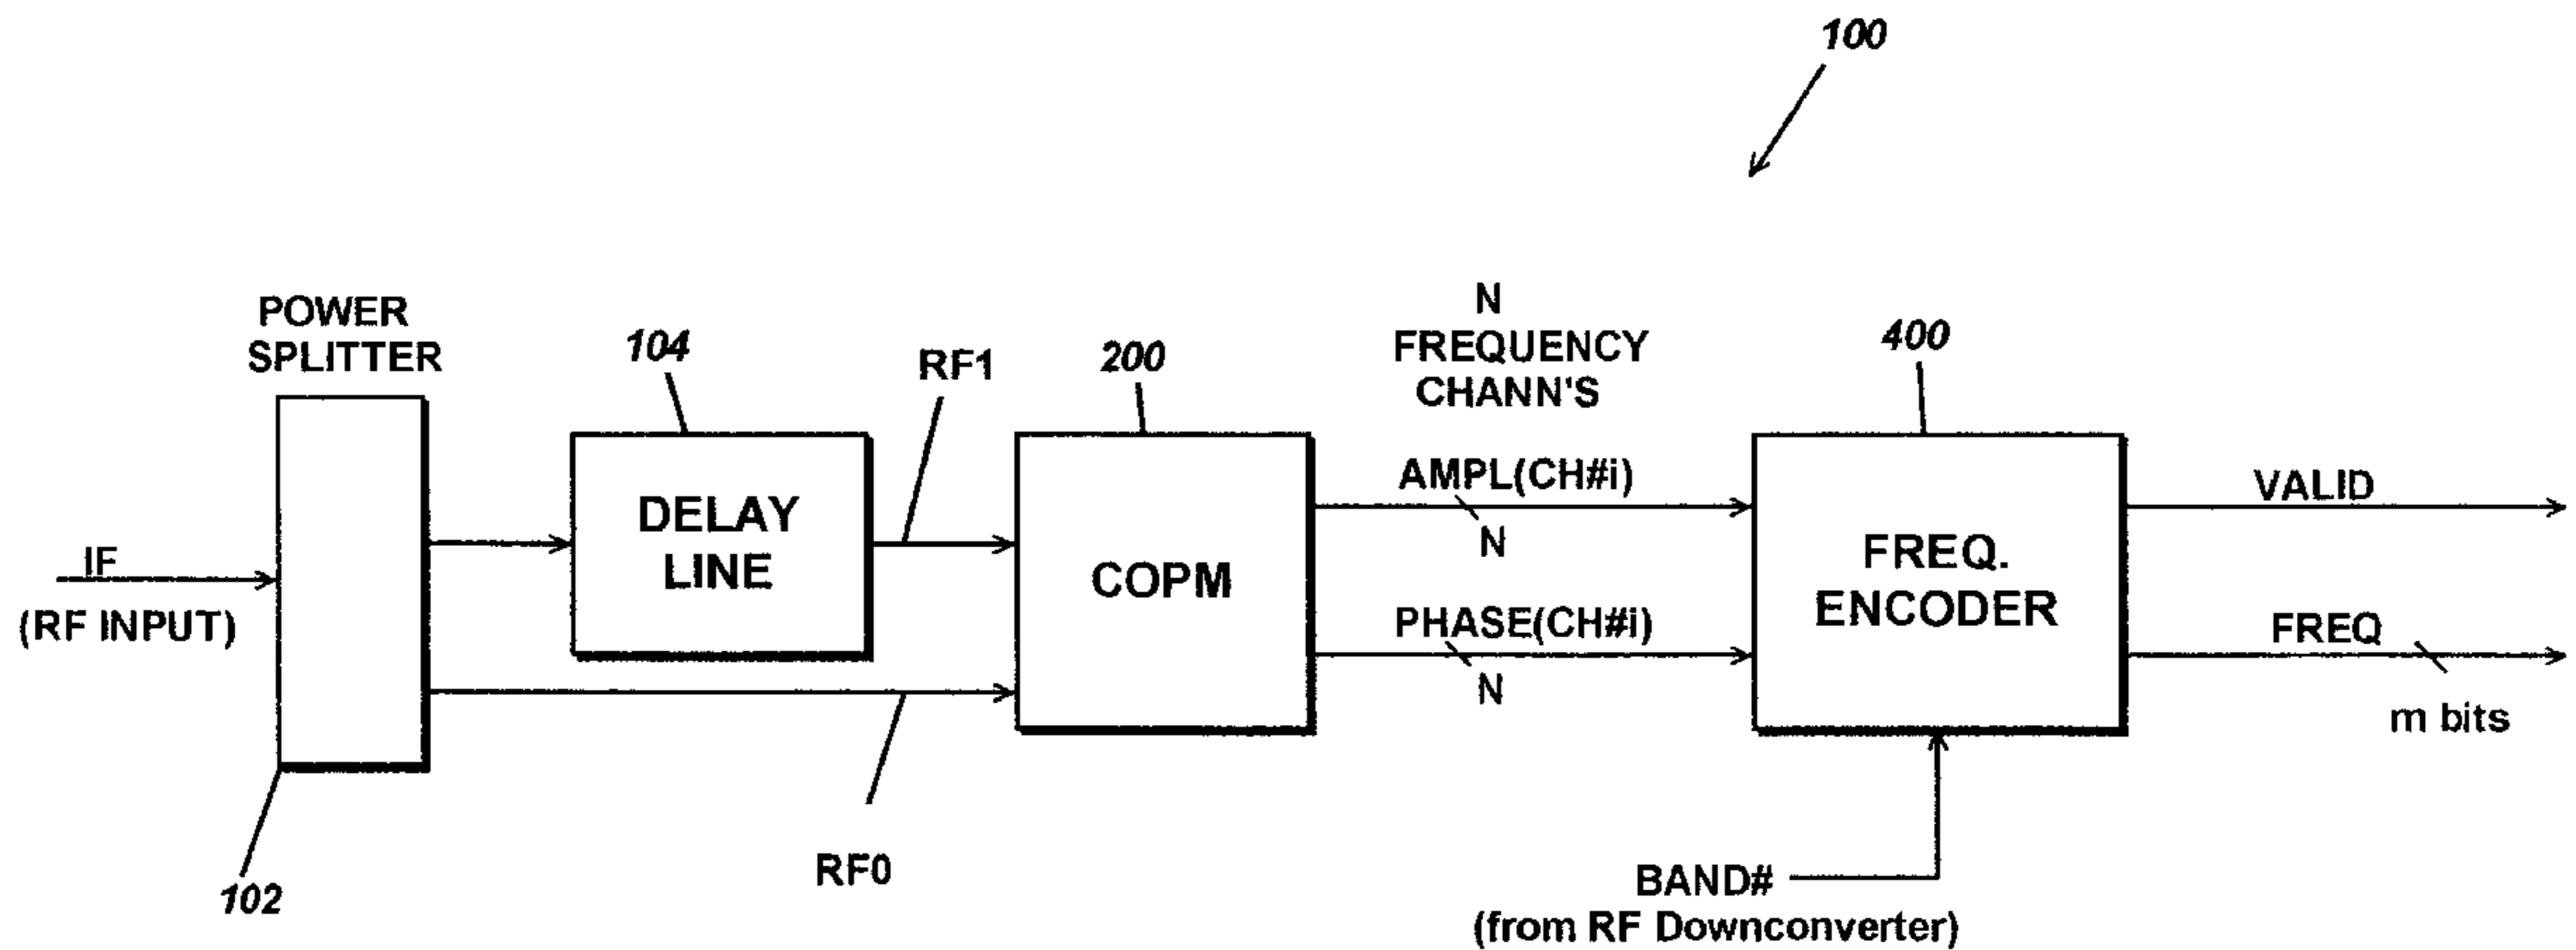 100
POWER
SPLITTER
104
RF1
200
N
FREQUENCY
CHANN'S
400
AMPL(CH#i)
N
VALID
DELAY
LINE
IF
(RF INPUT)
COPM
FREQ.
ENCODER
PHASE(CH#i)
N
FREQ
m bits
RF0
102
BAND#
(from RF Downconverter)